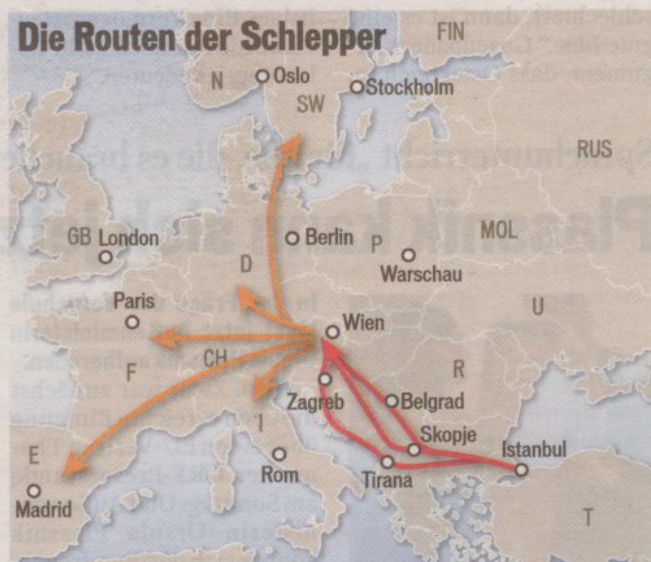 Die Routen der Schlepper
FIN
N
Oslo
SW
Stockholm
RUS
GB London
Berlin
P
MOL
D
Warschau
Paris
Wien
U
F
CH
R
Zagreb
Belgrad
I
Skopje
E
Rom
Tirana
Istanbul
Madrid
T